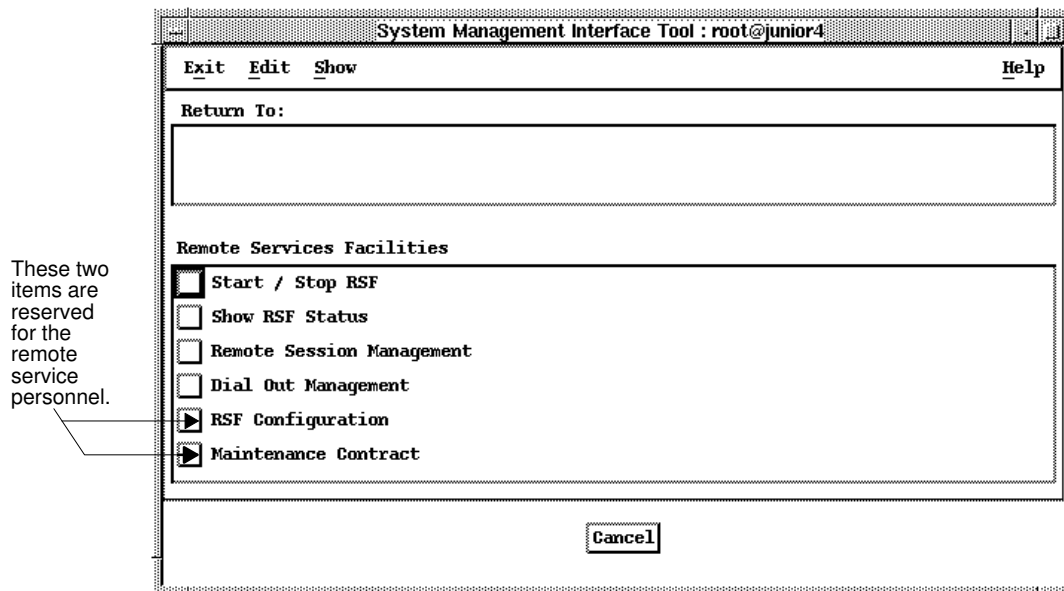 System Management Interface Tool : root@junior4
Exit Edit Show Help
Return To:
Remote Services Facilities
Start / Stop RSF
Show RSF Status
Remote Session Management
Dial Out Management
RSF Configuration
Maintenance Contract
Cancel
These two
items are
reserved
for the
remote
service
personnel.